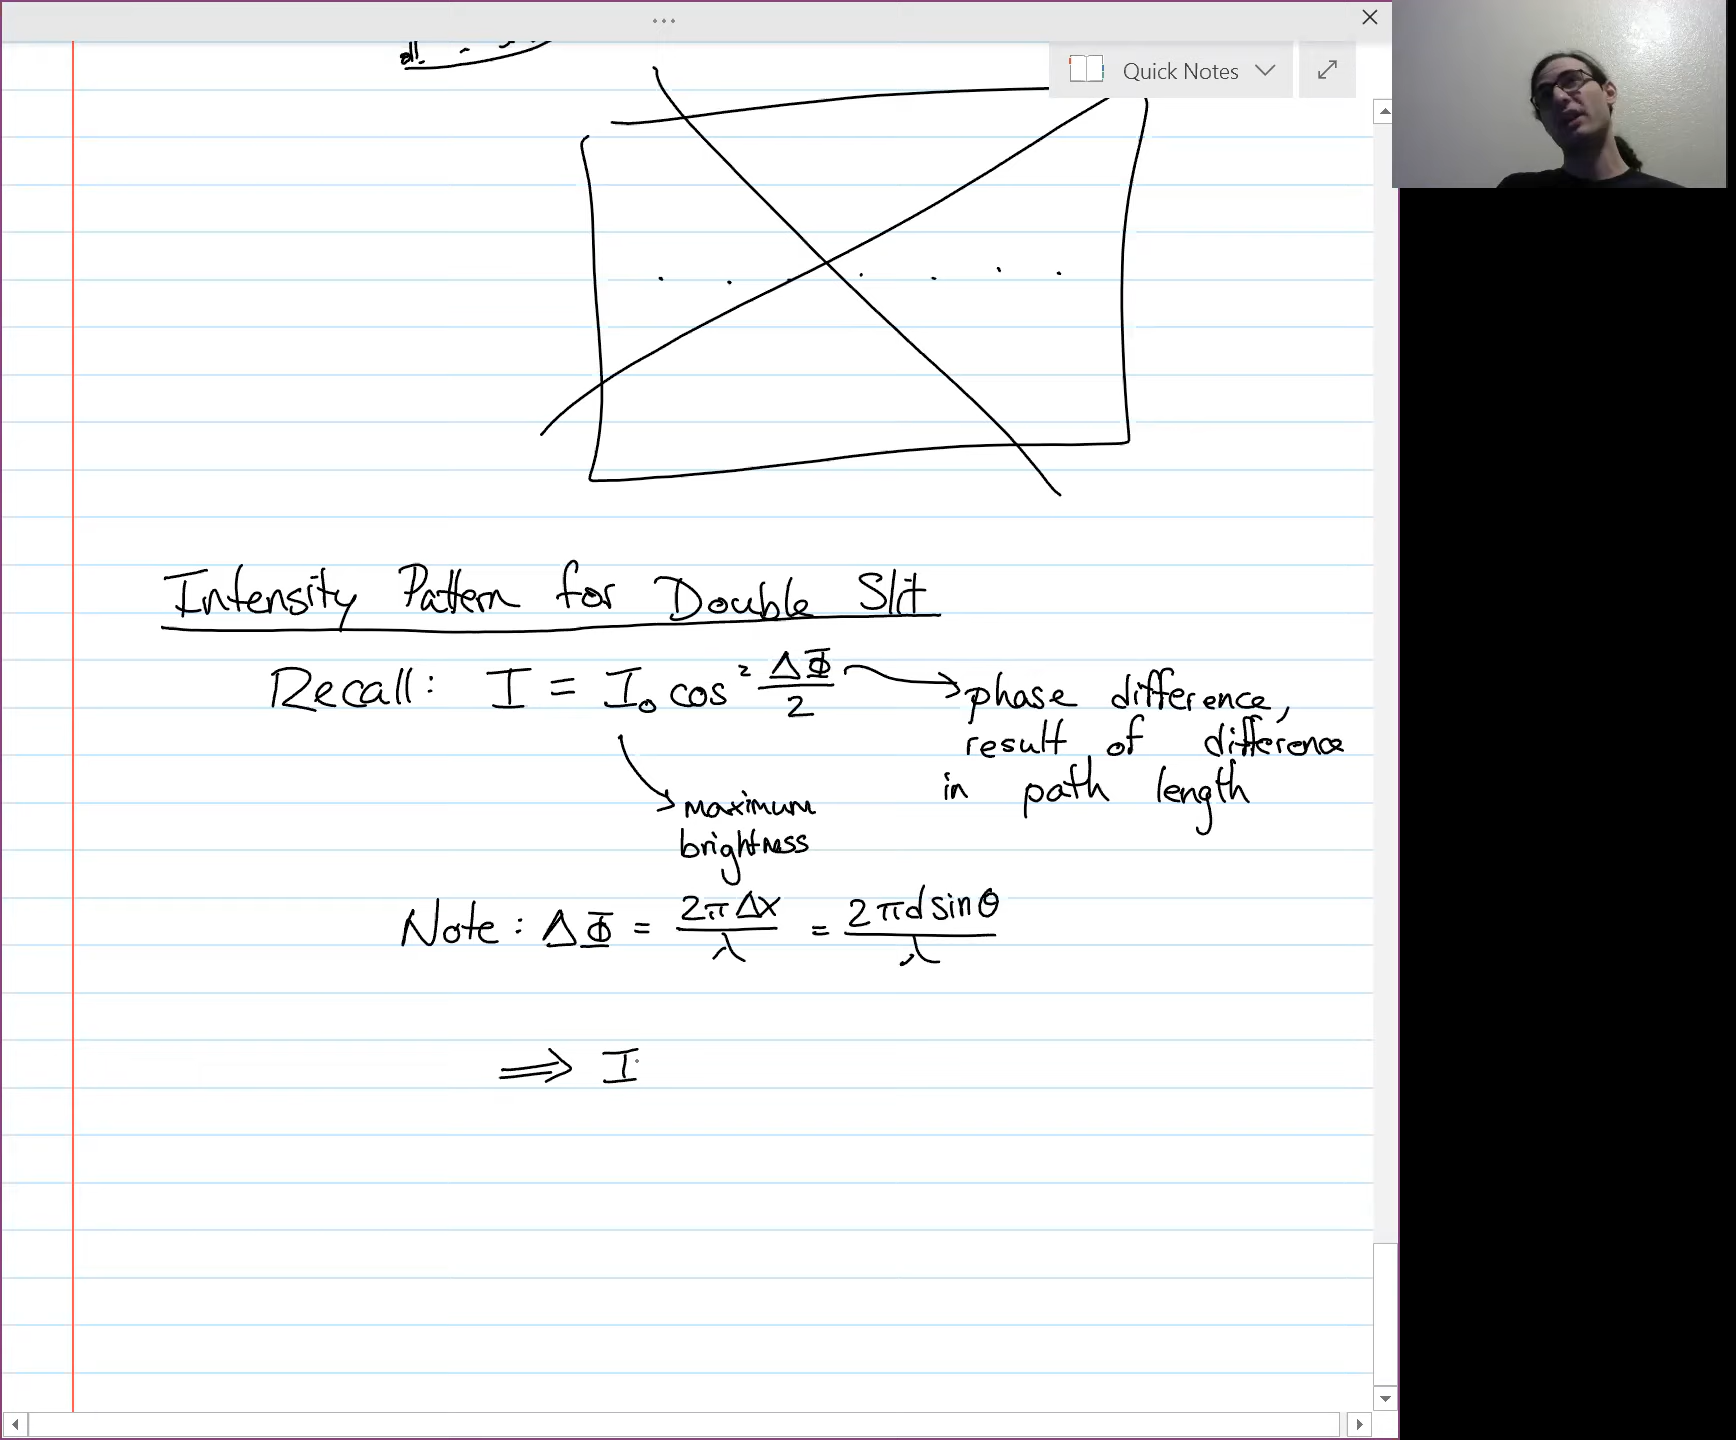 Quick Notes
Intensity Pattern for Double Slit
Recall: I = I₀ cos² ΔΦ/2 → phase difference,
result of difference
in path length
maximum
brightness
Note: ΔΦ = 2πΔx/λ = 2πd sinθ/λ
⟹ I